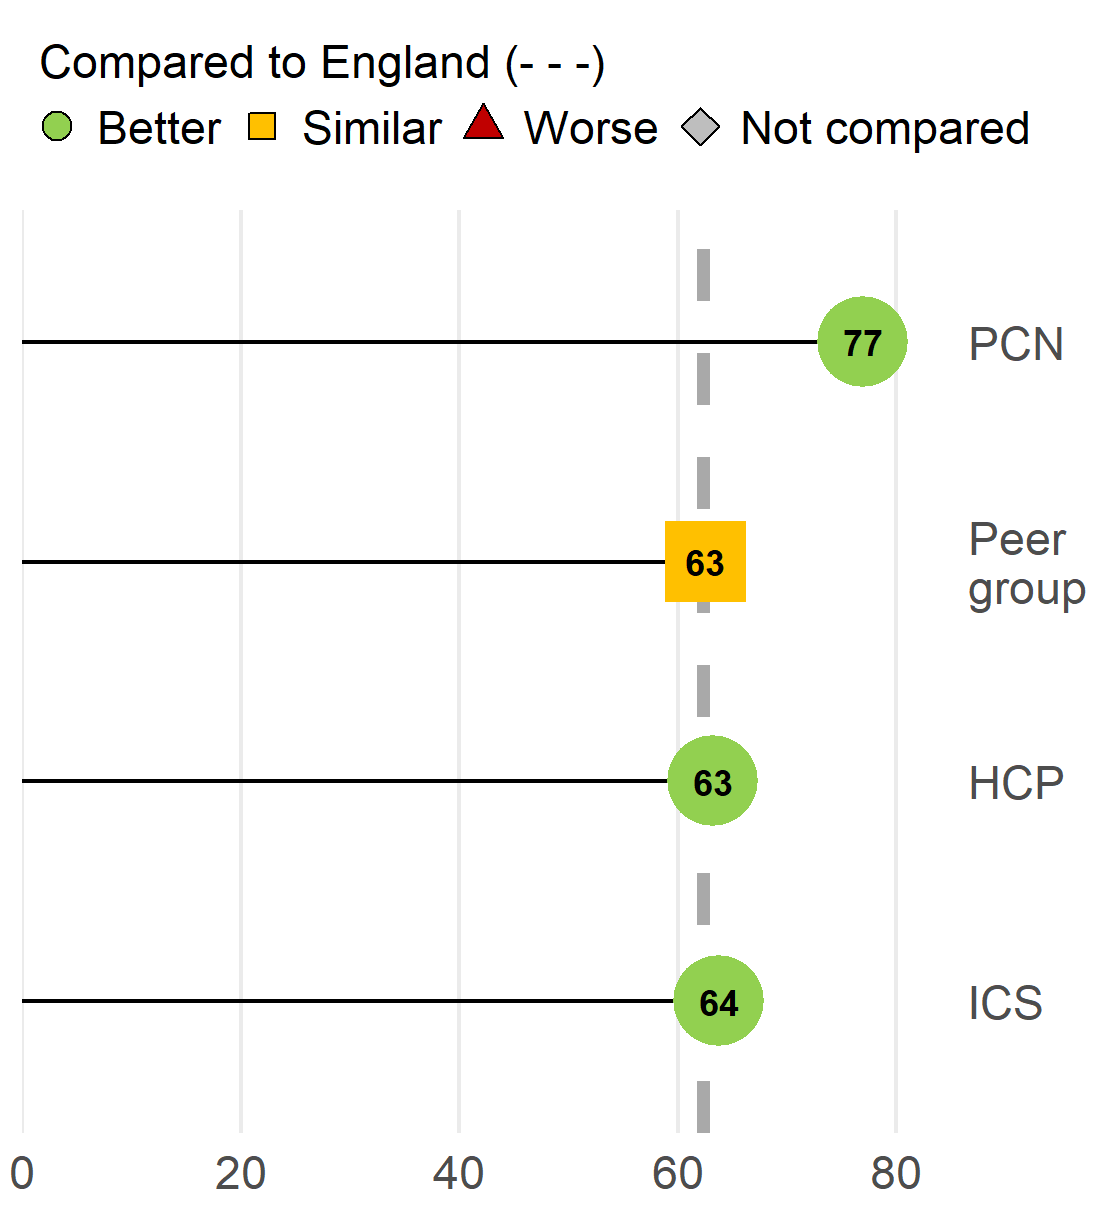 Compared to England (- - -)
Better Similar Worse Not compared
77 PCN
Peer
group
63
63 HCP
64 ICS
0 20 40 60 80